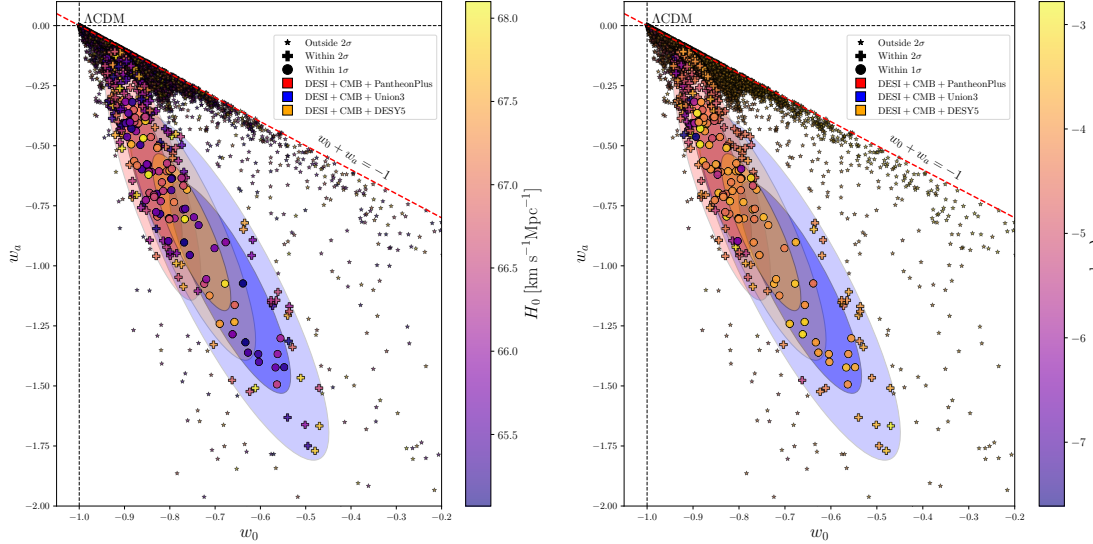 ΛCDM
Outside 2σ
Within 2σ
Within 1σ
DESI + CMB + PantheonPlus
DESI + CMB + Union3
DESI + CMB + DESY5
w₀ + wₐ = −1
0.00
−0.25
−0.50
−0.75
−1.00
−1.25
−1.50
−1.75
−2.00
wₐ
−1.0 −0.9 −0.8 −0.7 −0.6 −0.5 −0.4 −0.3 −0.2
w₀
68.0
67.5
67.0
66.5
66.0
65.5
H₀ [km s⁻¹Mpc⁻¹]
ΛCDM
Outside 2σ
Within 2σ
Within 1σ
DESI + CMB + PantheonPlus
DESI + CMB + Union3
DESI + CMB + DESY5
w₀ + wₐ = −1
0.00
−0.25
−0.50
−0.75
−1.00
−1.25
−1.50
−1.75
−2.00
wₐ
−1.0 −0.9 −0.8 −0.7 −0.6 −0.5 −0.4 −0.3 −0.2
w₀
−3
−4
−5
−6
−7